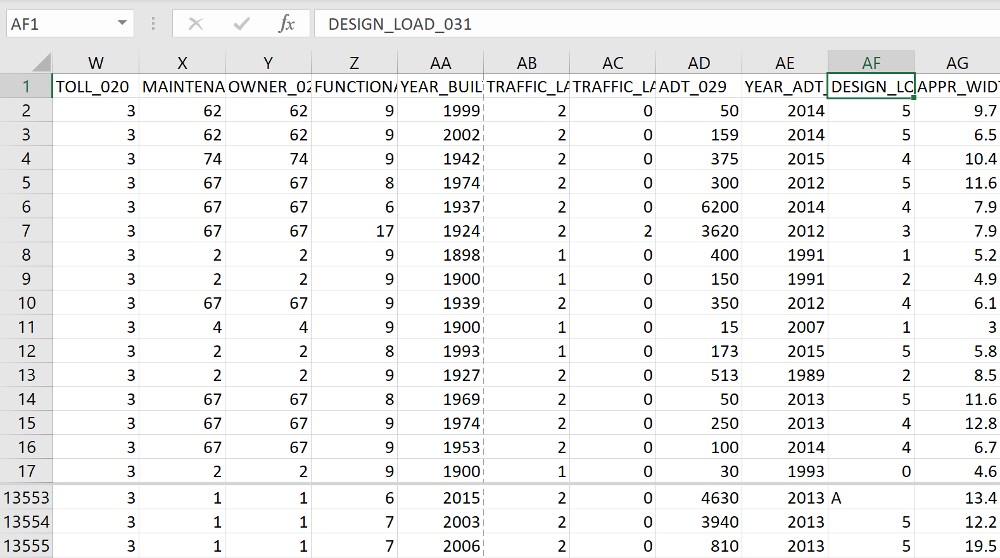 AF1 fx DESIGN_LOAD_031
W X Y Z AA AB AC AD AE AF AG
1 TOLL_020 MAINTENA OWNER_02 FUNCTIONA YEAR_BUILT TRAFFIC_LA TRAFFIC_LA ADT_029 YEAR_ADT_ DESIGN_LO APPR_WIDT
2 3 62 62 9 1999 2 0 50 2014 5 9.7
3 3 62 62 9 2002 2 0 159 2014 5 6.5
4 3 74 74 9 1942 2 0 375 2015 4 10.4
5 3 67 67 8 1974 2 0 300 2012 5 11.6
6 3 67 67 6 1937 2 0 6200 2014 4 7.9
7 3 67 67 17 1924 2 2 3620 2012 3 7.9
8 3 2 2 9 1898 1 0 400 1991 1 5.2
9 3 2 2 9 1900 1 0 150 1991 2 4.9
10 3 67 67 9 1939 2 0 350 2012 4 6.1
11 3 4 4 9 1900 1 0 15 2007 1 3
12 3 2 2 8 1993 1 0 173 2015 5 5.8
13 3 2 2 9 1927 2 0 513 1989 2 8.5
14 3 67 67 8 1969 2 0 50 2013 5 11.6
15 3 67 67 9 1974 2 0 250 2013 4 12.8
16 3 67 67 9 1953 2 0 100 2014 4 6.7
17 3 2 2 9 1900 1 0 30 1993 0 4.6
13553 3 1 1 6 2015 2 0 4630 2013 A 13.4
13554 3 1 1 7 2003 2 0 3940 2013 5 12.2
13555 3 1 1 7 2006 2 0 810 2013 5 19.5